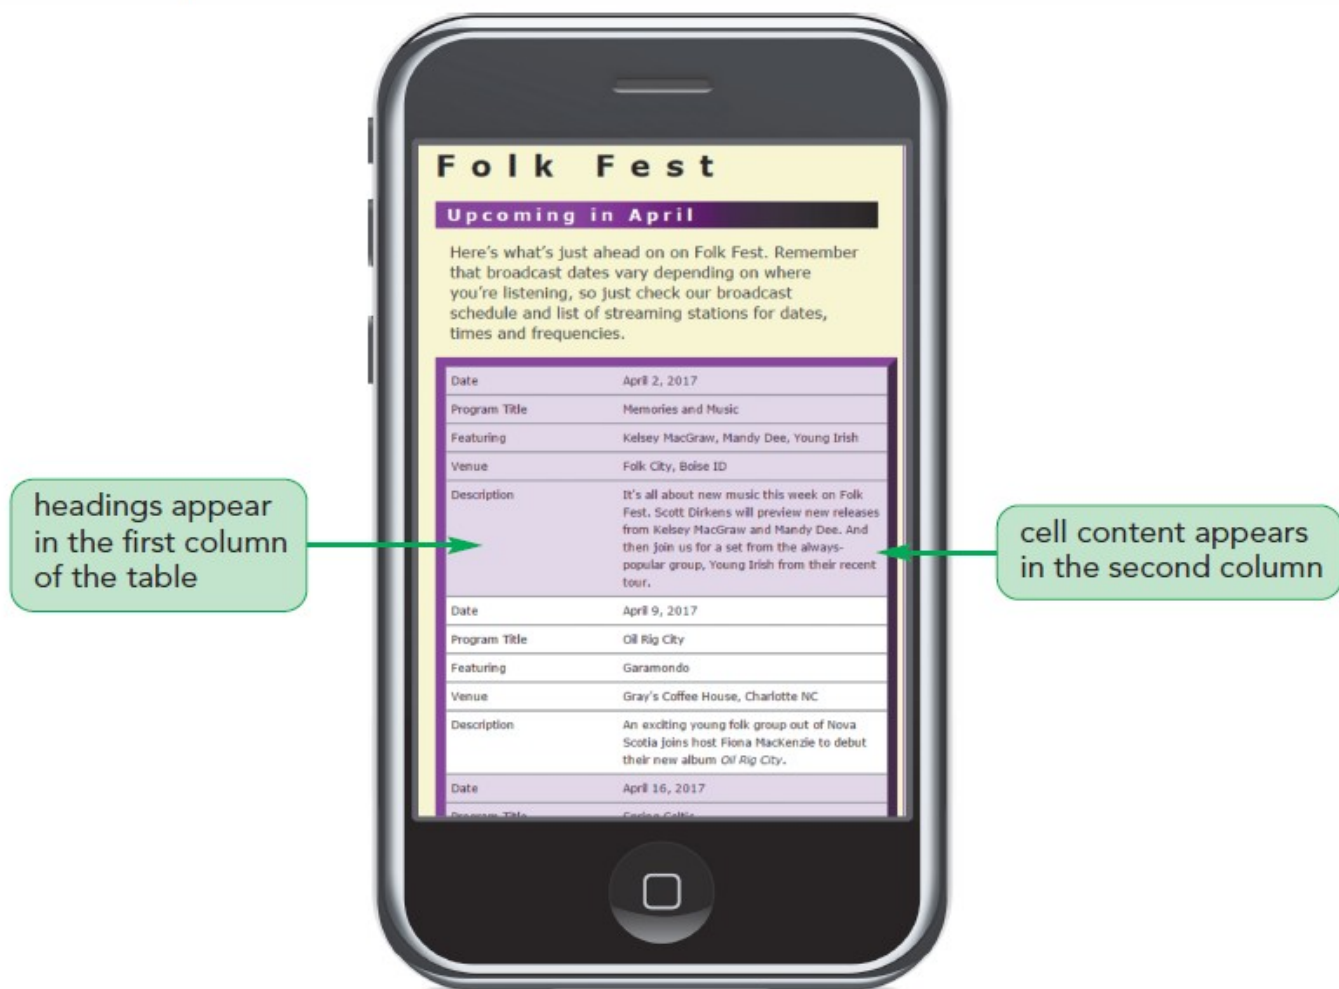 Folk Fest
Upcoming in April
Here's what's just ahead on on Folk Fest. Remember
that broadcast dates vary depending on where
you're listening, so just check our broadcast
schedule and list of streaming stations for dates,
times and frequencies.
Date April 2, 2017
Program Title Memories and Music
Featuring Kelsey MacGraw, Mandy Dee, Young Irish
Venue Folk City, Boise ID
Description It's all about new music this week on Folk
Fest. Scott Dirkens will preview new releases
from Kelsey MacGraw and Mandy Dee. And
then join us for a set from the always-
popular group, Young Irish from their recent
tour.
Date April 9, 2017
Program Title Oil Rig City
Featuring Garamondo
Venue Gray's Coffee House, Charlotte NC
Description An exciting young folk group out of Nova
Scotia joins host Fiona MacKenzie to debut
their new album Oil Rig City.
Date April 16, 2017
Program Title Spring Celtic
headings appear
in the first column
of the table
cell content appears
in the second column